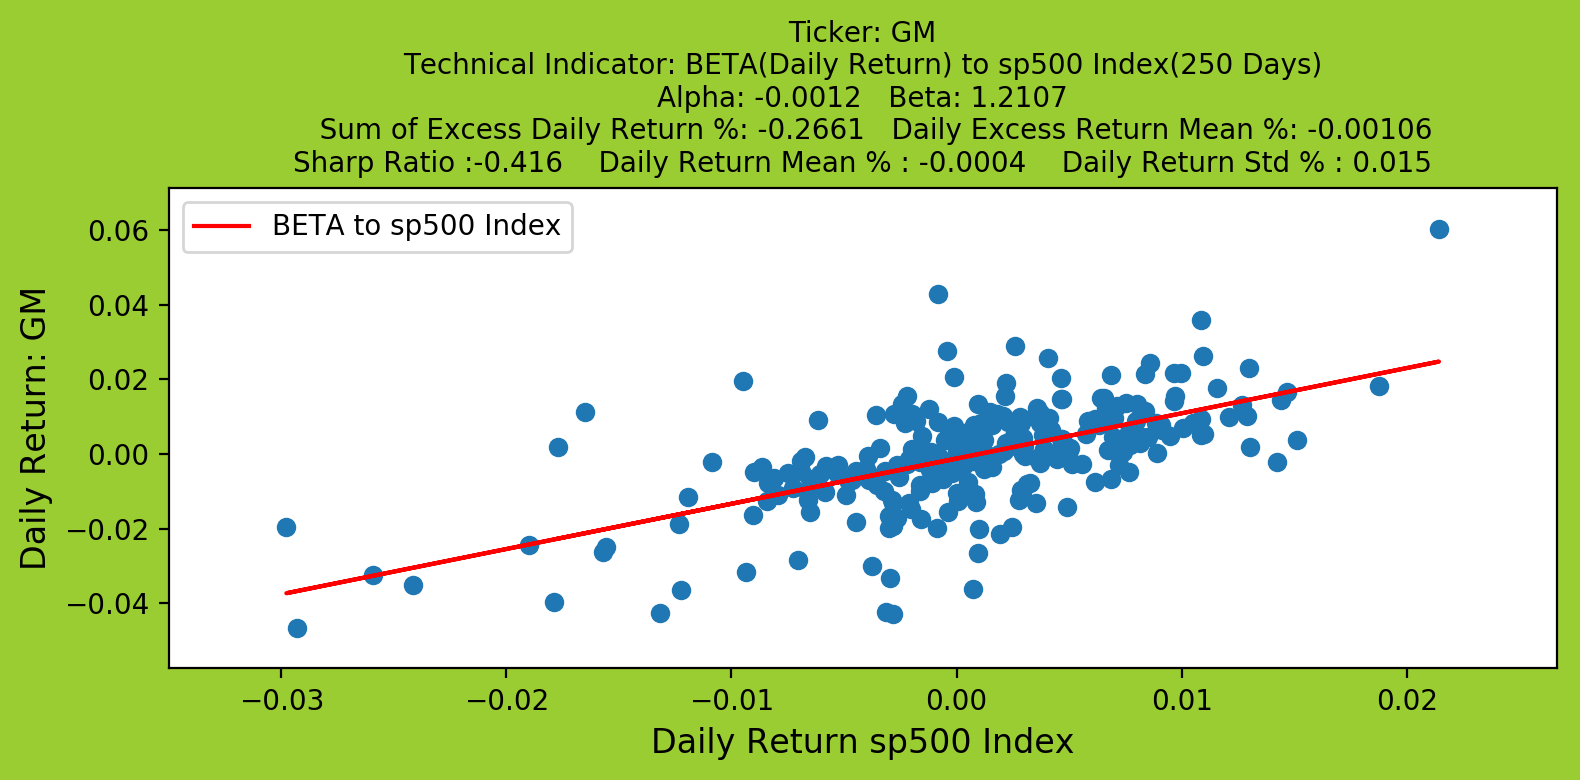 Ticker: GM
Technical Indicator: BETA(Daily Return) to sp500 Index(250 Days)
Alpha: -0.0012 Beta: 1.2107
Sum of Excess Daily Return %: -0.2661 Daily Excess Return Mean %: -0.00106
Sharp Ratio :-0.416 Daily Return Mean % : -0.0004 Daily Return Std % : 0.015
BETA to sp500 Index
Daily Return: GM
0.06
0.04
0.02
0.00
−0.02
−0.04
−0.03 −0.02 −0.01 0.00 0.01 0.02
Daily Return sp500 Index